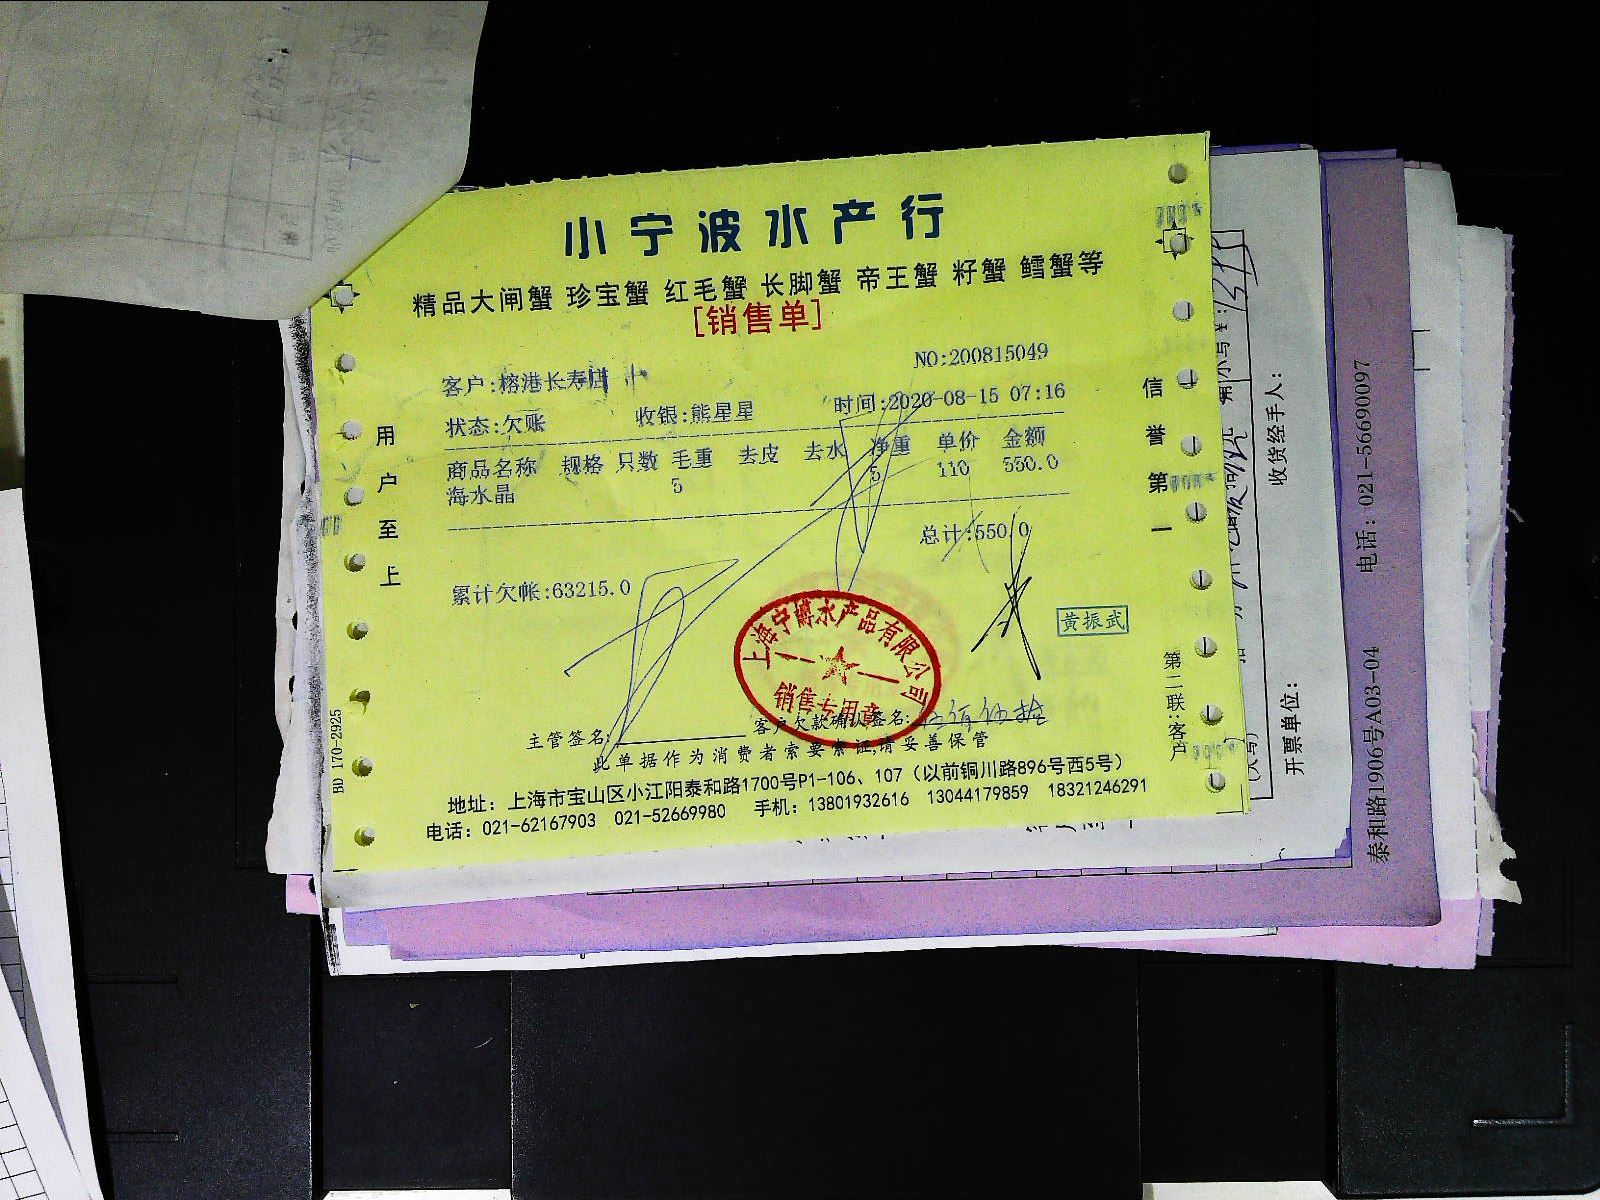 小宁波水产行
精品大闸蟹 珍宝蟹 红毛蟹 长脚蟹 帝王蟹 籽蟹 鳕蟹等
[销售单]
NO:200815049
客户:榕港长寿店
状态:欠账 收银:熊星星 时间:2020-08-15 07:16
商品名称 规格 只数 毛重 去皮 去水 净重 单价 金额
海水晶 5 5 110 550.0
总计:550.0
累计欠帐:63215.0
用户至上
信誉第一
黄振武
上海宁博水产品有限公司
销售专用章
主管签名: 客户欠款确认签名: 伍佰伍拾
此单据作为消费者索要索证,请妥善保管
地址：上海市宝山区小江阳泰和路1700号P1-106、107（以前铜川路896号西5号）
电话：021-62167903 021-52669980 手机：13801932616 13044179859 18321246291
第二联:客户
BD 170-2925
收货经手人：
开票单位：
电话：021-56690097
泰和路1906号A03-04